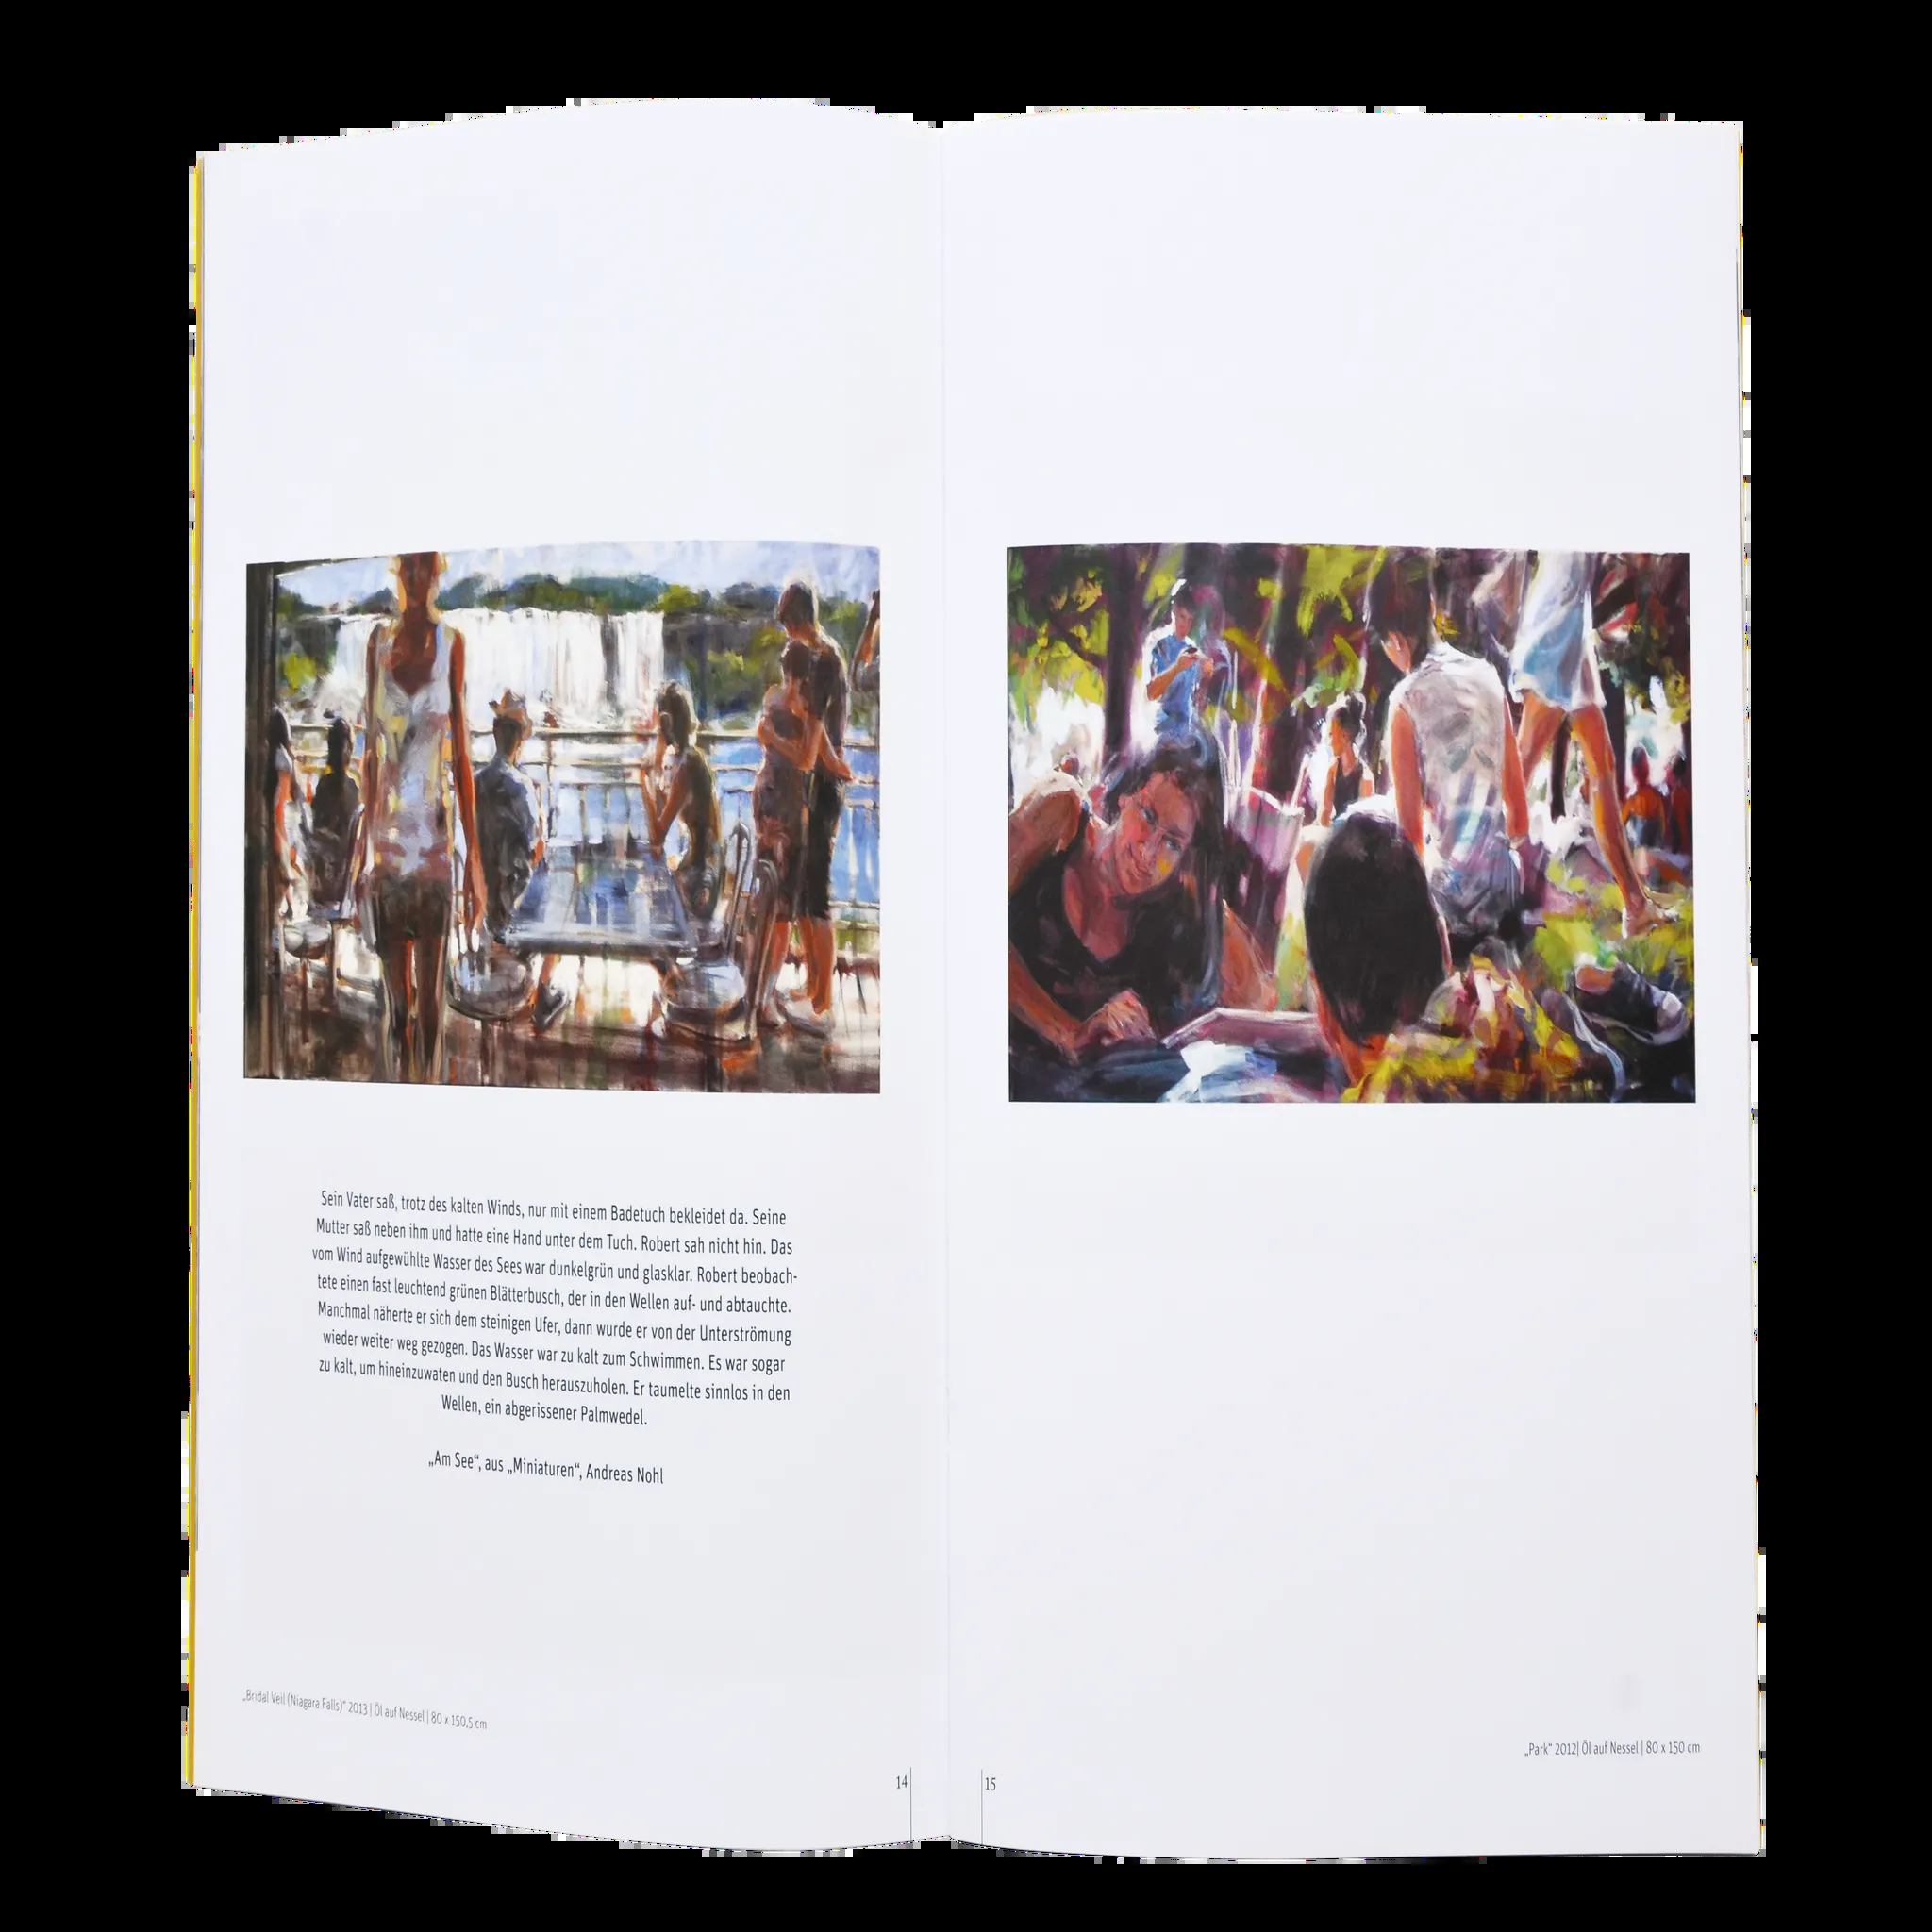 Sein Vater saß, trotz des kalten Winds, nur mit einem Badetuch bekleidet da. Seine
Mutter saß neben ihm und hatte eine Hand unter dem Tuch. Robert sah nicht hin. Das
vom Wind aufgewühlte Wasser des Sees war dunkelgrün und glasklar. Robert beobach-
tete einen fast leuchtend grünen Blätterbusch, der in den Wellen auf- und abtauchte.
Manchmal näherte er sich dem steinigen Ufer, dann wurde er von der Unterströmung
wieder weiter weg gezogen. Das Wasser war zu kalt zum Schwimmen. Es war sogar
zu kalt, um hineinzuwaten und den Busch herauszuholen. Er taumelte sinnlos in den
Wellen, ein abgerissener Palmwedel.
„Am See“, aus „Miniaturen“, Andreas Nohl
„Bridal Veil (Niagara Falls)“ 2013 | Öl auf Nessel | 80 x 150,5 cm
14
„Park“ 2012| Öl auf Nessel | 80 x 150 cm
15